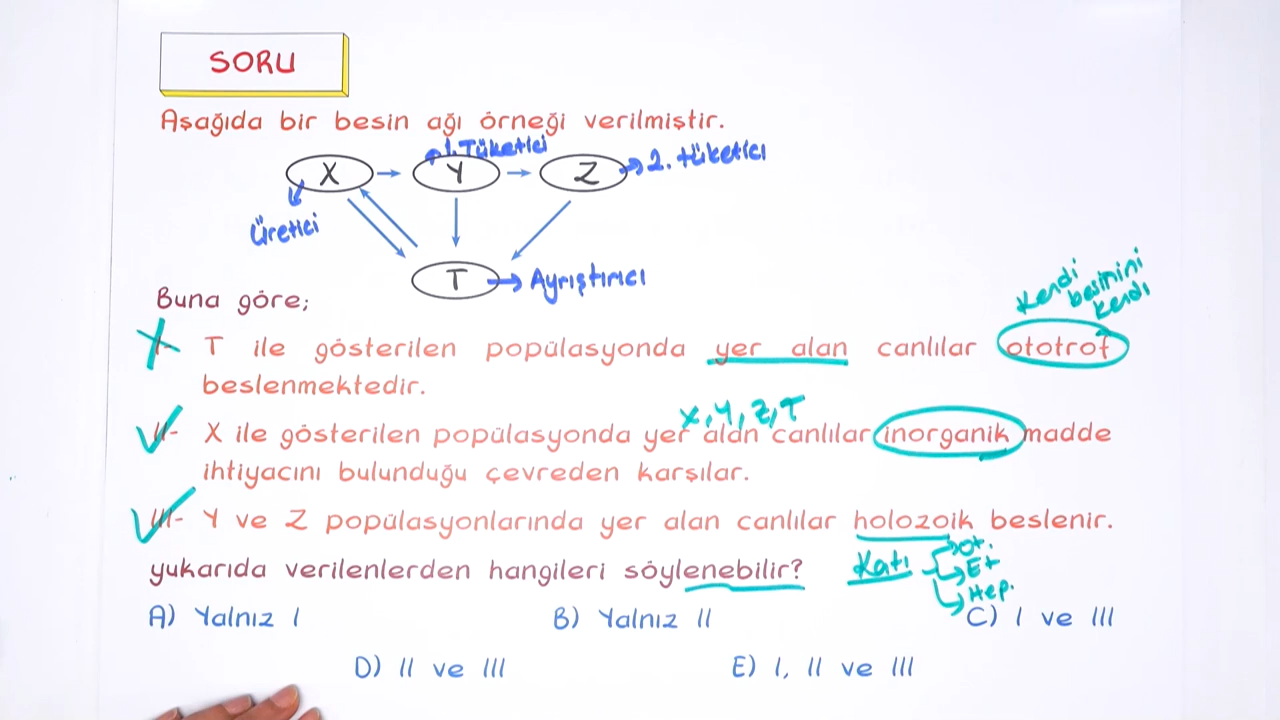 SORU
Aşağıda bir besin ağı örneği verilmiştir.
1. Tüketici
X Y Z 2. tüketici
Üretici
T Ayrıştırıcı
Buna göre;
Kendi
besinini
kendi
I- T ile gösterilen popülasyonda yer alan canlılar ototrof
beslenmektedir.
X, Y, Z, T
II- X ile gösterilen popülasyonda yer alan canlılar inorganik madde
ihtiyacını bulunduğu çevreden karşılar.
III- Y ve Z popülasyonlarında yer alan canlılar holozoik beslenir.
yukarıda verilenlerden hangileri söylenebilir?
Katı
Ot.
Et
Hep.
A) Yalnız I B) Yalnız II C) I ve III
D) II ve III E) I, II ve III